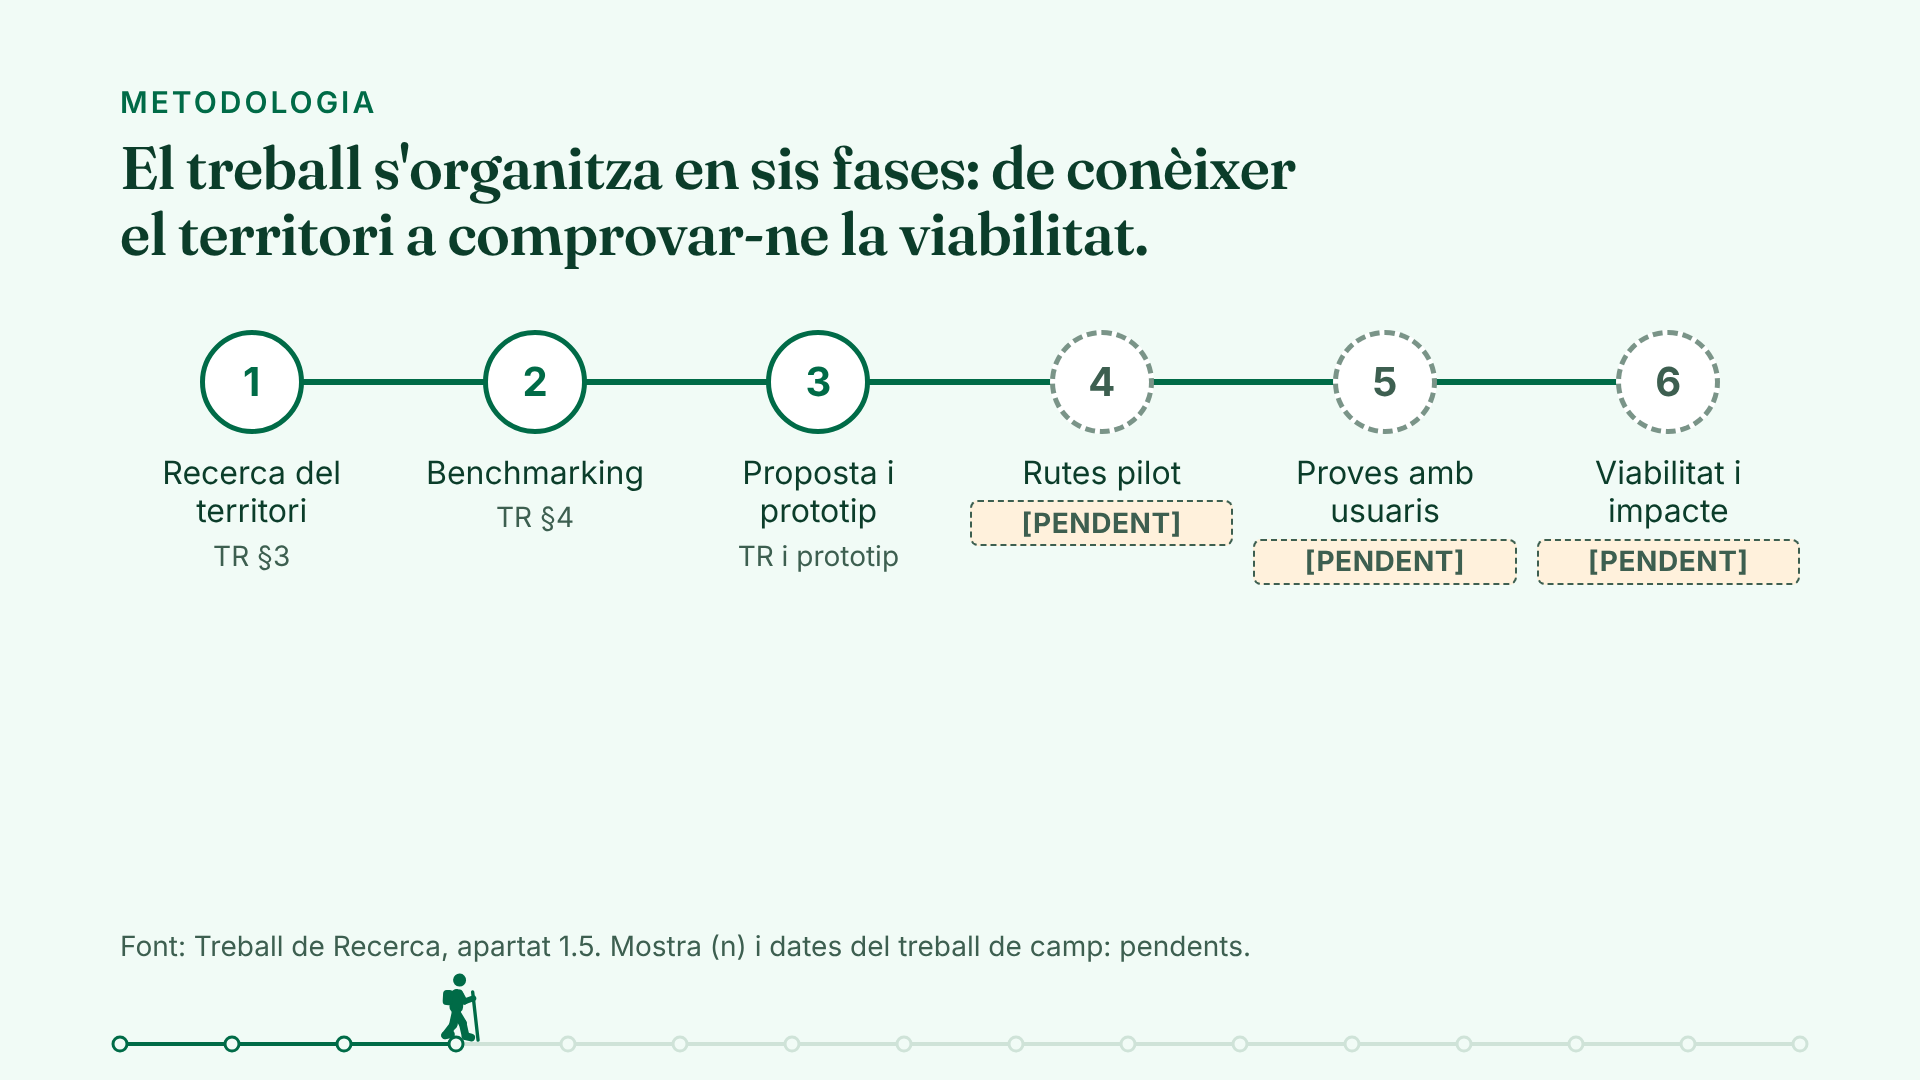 METODOLOGIA
El treball s'organitza en sis fases: de conèixer
el territori a comprovar-ne la viabilitat.
1
Recerca del
territori
TR §3
2
Benchmarking
TR §4
3
Proposta i
prototip
TR i prototip
4
Rutes pilot
[PENDENT]
5
Proves amb
usuaris
[PENDENT]
6
Viabilitat i
impacte
[PENDENT]
Font: Treball de Recerca, apartat 1.5. Mostra (n) i dates del treball de camp: pendents.